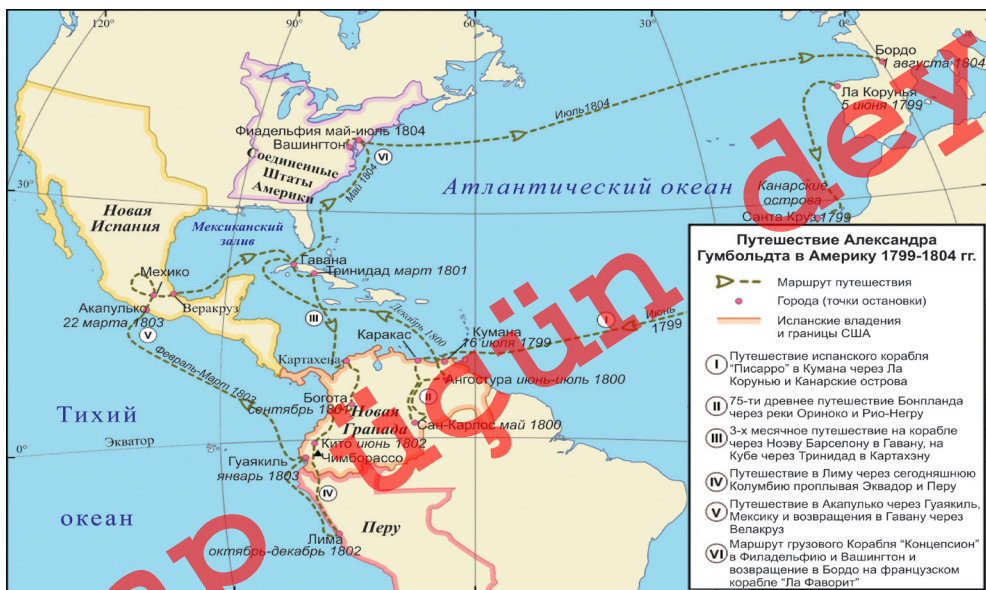 120°
90°
60°
30°
0°
Бордо
1 августа 1804
Ла Корунья
5 июня 1799
Июль1804
Фиадельфия май-июль 1804
Вашингтон
VI
Соединенные
Штаты
Америки
Май 1804
30°
Атлантический океан
Канарские
острова
Санта Круз 1799
Новая
Испания
Мексиканский
залив
Гавана
Тринидад март 1801
Мехико
Веракруз
Акапулько
22 марта 1803
V
III
Декабрь 1800
Каракас
Кумана
16 июля 1799
I
Июнь
1799
Картахена
Февраль-Март 1803
Ангостура июнь-июль 1800
II
Богота
сентябрь 1801
Новая
Гранада
Сан-Карлос май 1800
Тихий
океан
Экватор
0°
Кито июнь 1802
Чимборассо
Гуаякиль
январь 1803
IV
Перу
Лима
октябрь-декабрь 1802
Путешествие Александра
Гумбольдта в Америку 1799-1804 гг.
Маршрут путешествия
Города (точки остановки)
Исланские владения
и границы США
I
Путешествие испанского корабля
“Писарро” в Кумана через Ла
Корунью и Канарские острова
II
75-ти древнее путешествие Бонпланда
через реки Ориноко и Рио-Негру
III
3-х месячное путешествие на корабле
через Ноэву Барселону в Гавану, на
Кубе через Тринидад в Картахэну
IV
Путешествие в Лиму через сегодняшнюю
Колумбию проплывая Эквадор и Перу
V
Путешествие в Акапулько через Гуаякиль,
Мексику и возвращения в Гавану через
Велакруз
VI
Маршрут грузового Корабля “Концепсион”
в Филадельфию и Вашингтон и
возвращение в Бордо на французском
корабле “Ла Фаворит”
üçün dey